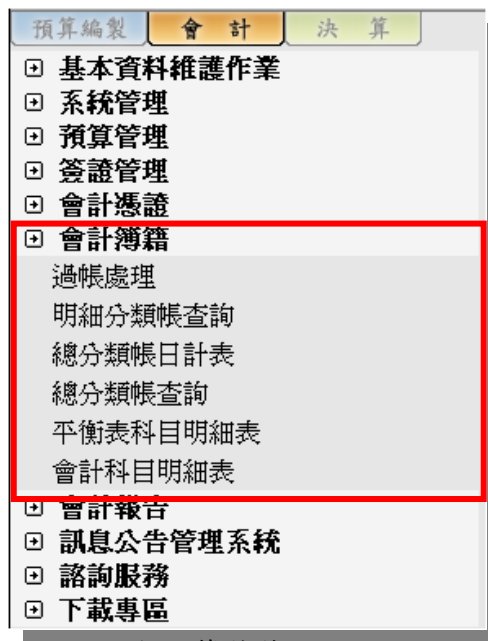 預算編製 會計 決算
基本資料維護作業
系統管理
預算管理
簽證管理
會計憑證
會計簿籍
過帳處理
明細分類帳查詢
總分類帳日計表
總分類帳查詢
平衡表科目明細表
會計科目明細表
會計報告
訊息公告管理系統
諮詢服務
下載專區